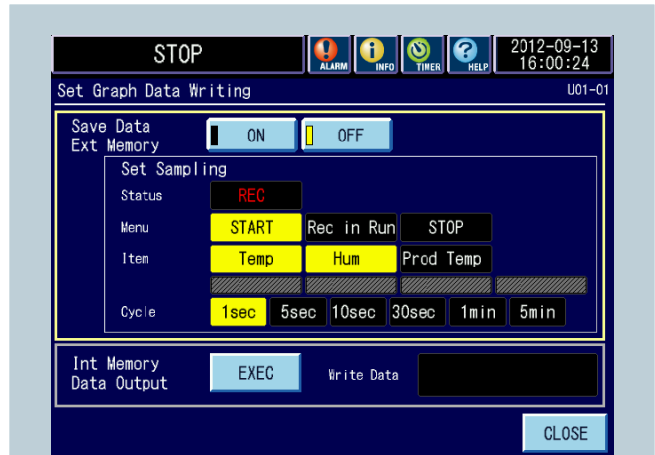 STOP
ALARM
INFO
TIMER
HELP
2012-09-13
16:00:24
Set Graph Data Writing
U01-01
Save Data
Ext Memory
ON
OFF
Set Sampling
Status
REC
Menu
START
Rec in Run
STOP
Item
Temp
Hum
Prod Temp
Cycle
1sec
5sec
10sec
30sec
1min
5min
Int Memory
Data Output
EXEC
Write Data
CLOSE